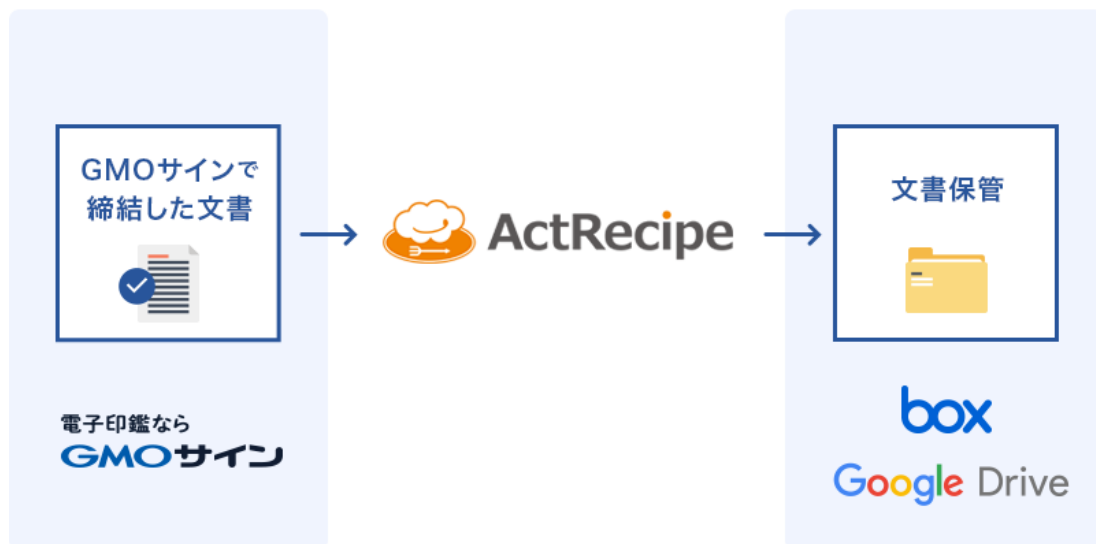 GMOサインで
締結した文書
電子印鑑なら
GMOサイン
ActRecipe
文書保管
box
Google Drive